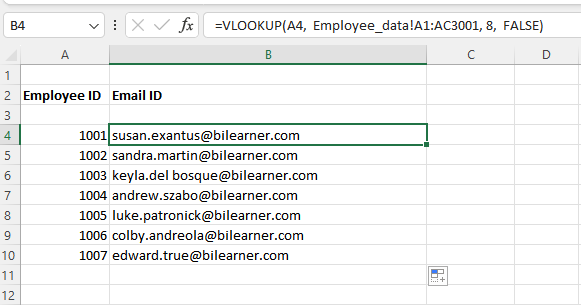 B4 fx =VLOOKUP(A4, Employee_data!A1:AC3001, 8, FALSE)
A B C D
1
2 Employee ID Email ID
3
4 1001 susan.exantus@bilearner.com
5 1002 sandra.martin@bilearner.com
6 1003 keyla.del bosque@bilearner.com
7 1004 andrew.szabo@bilearner.com
8 1005 luke.patronick@bilearner.com
9 1006 colby.andreola@bilearner.com
10 1007 edward.true@bilearner.com
11
12